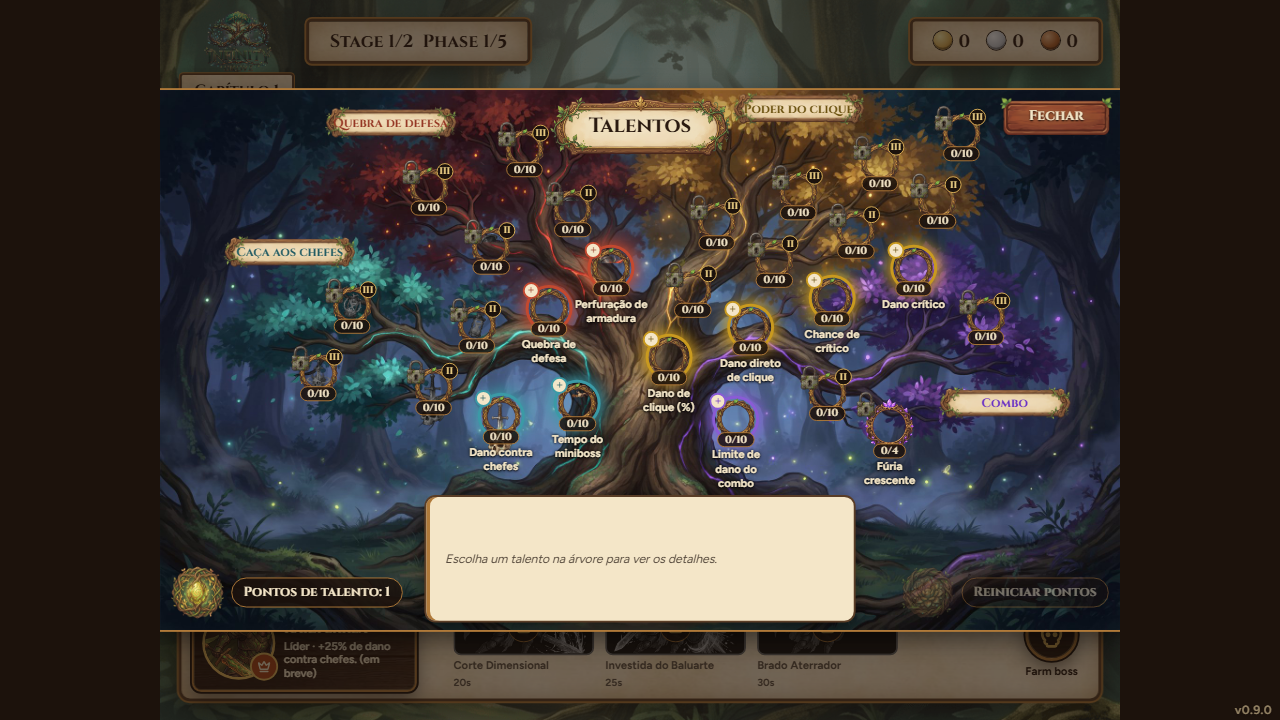 STAGE 1/2 PHASE 1/5
0 0 0
CAPÍTULO 1
QUEBRA DE DEFESA
TALENTOS
PODER DO CLIQUE
FECHAR
III
0/10
III
0/10
III
0/10
III
0/10
II
0/10
III
0/10
III
0/10
II
0/10
II
0/10
II
0/10
II
0/10
CAÇA AOS CHEFES
0/10
Perfuração de
armadura
II
0/10
0/10
Dano crítico
III
0/10
II
0/10
0/10
Quebra de
defesa
0/10
Chance de
crítico
III
0/10
III
0/10
II
0/10
0/10
Dano de
clique (%)
0/10
Dano direto
de clique
II
0/10
COMBO
0/10
Dano contra
chefes
0/10
Tempo do
miniboss
0/10
Limite de
dano do
combo
0/4
Fúria
crescente
Escolha um talento na árvore para ver os detalhes.
PONTOS DE TALENTO: 1
REINICIAR PONTOS
Líder · +25% de dano
contra chefes. (em
breve)
Corte Dimensional
20s
Investida do Baluarte
25s
Brado Aterrador
30s
Farm boss
v0.9.0